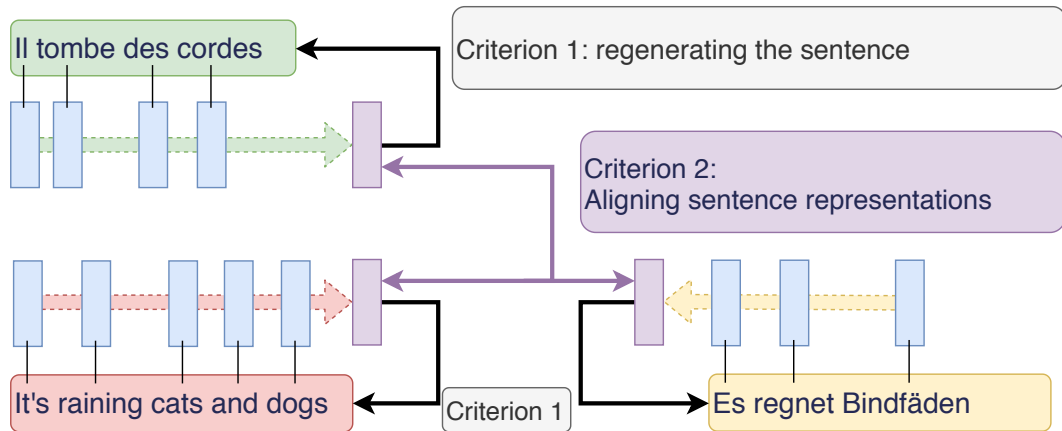 Il tombe des cordes
Criterion 1: regenerating the sentence
Criterion 2:
Aligning sentence representations
It's raining cats and dogs
Criterion 1
Es regnet Bindfäden